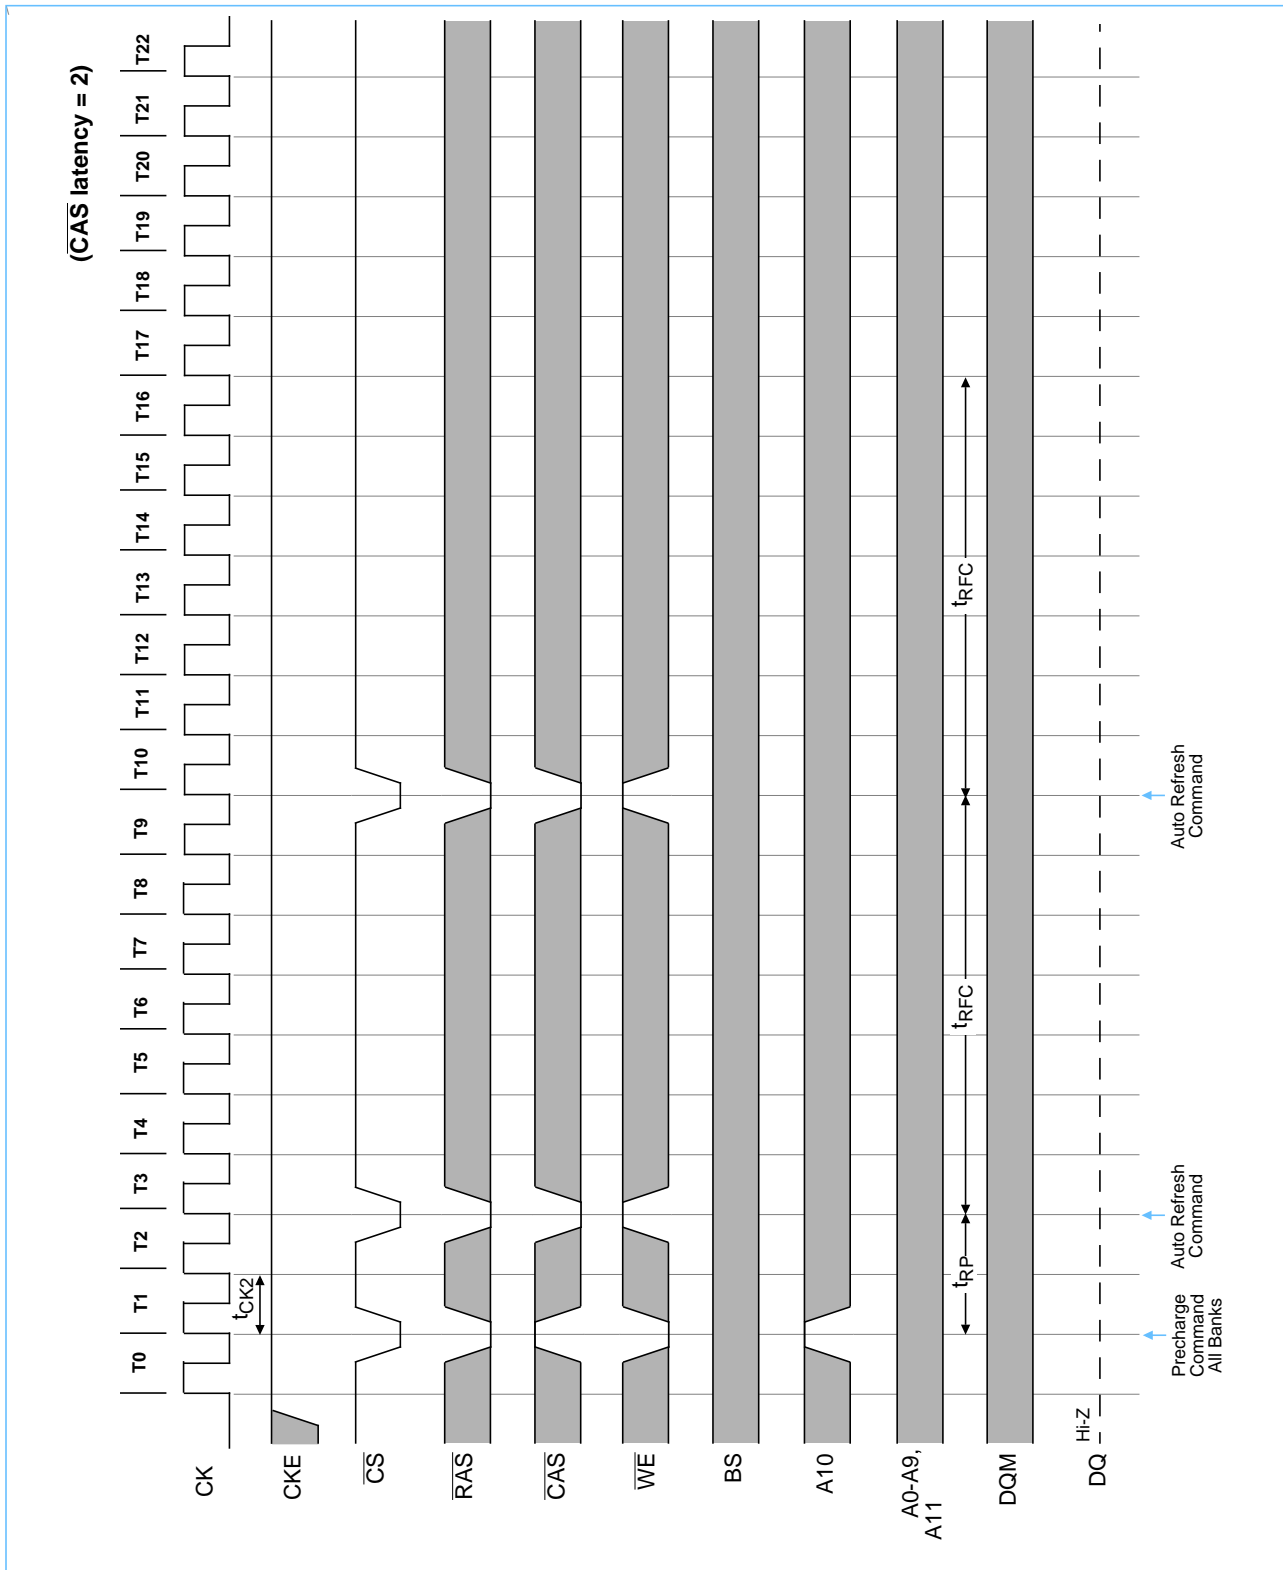 (CAS latency = 2)
T0 T1 T2 T3 T4 T5 T6 T7 T8 T9 T10 T11 T12 T13 T14 T15 T16 T17 T18 T19 T20 T21 T22
CK
tCK2
CKE
CS
RAS
CAS
WE
BS
A10
A0-A9,
A11
tRP tRFC tRFC
DQM
Hi-Z
DQ
Precharge
Command
All Banks
Auto Refresh
Command
Auto Refresh
Command